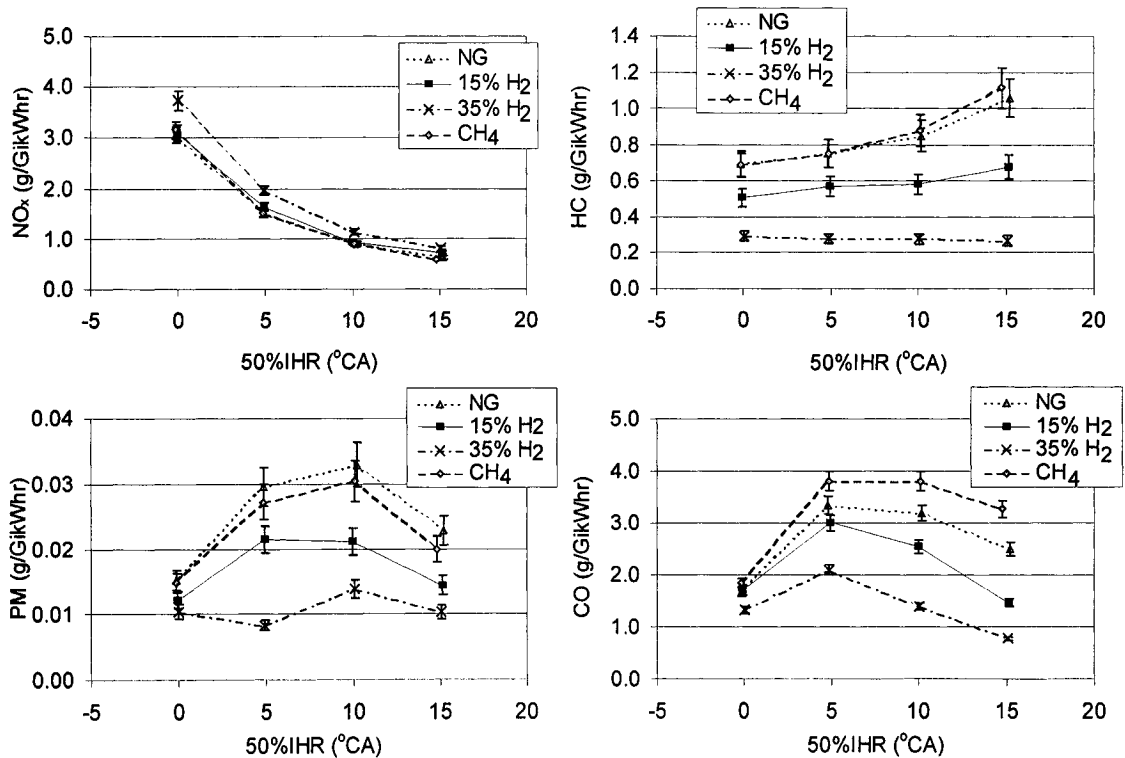 NG
15% H2
35% H2
CH4
NOx (g/GikWhr)
5.0
4.0
3.0
2.0
1.0
0.0
-5 0 5 10 15 20
50%IHR (°CA)
NG
15% H2
35% H2
CH4
HC (g/GikWhr)
1.4
1.2
1.0
0.8
0.6
0.4
0.2
0.0
-5 0 5 10 15 20
50%IHR (°CA)
NG
15% H2
35% H2
CH4
PM (g/GikWhr)
0.04
0.03
0.02
0.01
0.00
-5 0 5 10 15 20
50%IHR (°CA)
NG
15% H2
35% H2
CH4
CO (g/GikWhr)
5.0
4.0
3.0
2.0
1.0
0.0
-5 0 5 10 15 20
50%IHR (°CA)